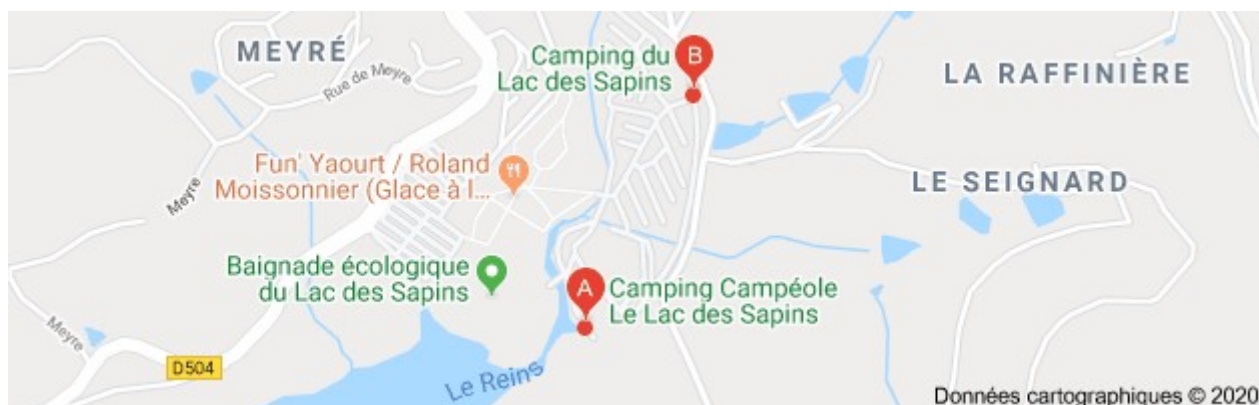 MEYRÉ
Rue de Meyre
Camping du
Lac des Sapins
B
LA RAFFINIÈRE
Fun' Yaourt / Roland
Moissonnier (Glace à l...
Meyre
LE SEIGNARD
Baignade écologique
du Lac des Sapins
A
Camping Campéole
Le Lac des Sapins
Meyre
D504
Le Reins
Données cartographiques © 2020